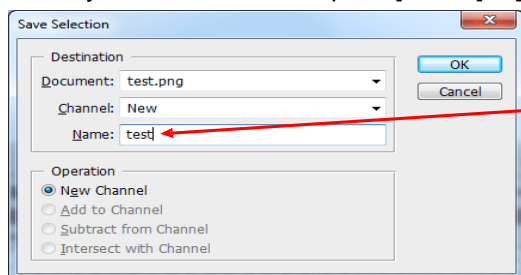 Save Selection
Destination
Document: test.png
Channel: New
Name: test
OK
Cancel
Operation
New Channel
Add to Channel
Subtract from Channel
Intersect with Channel